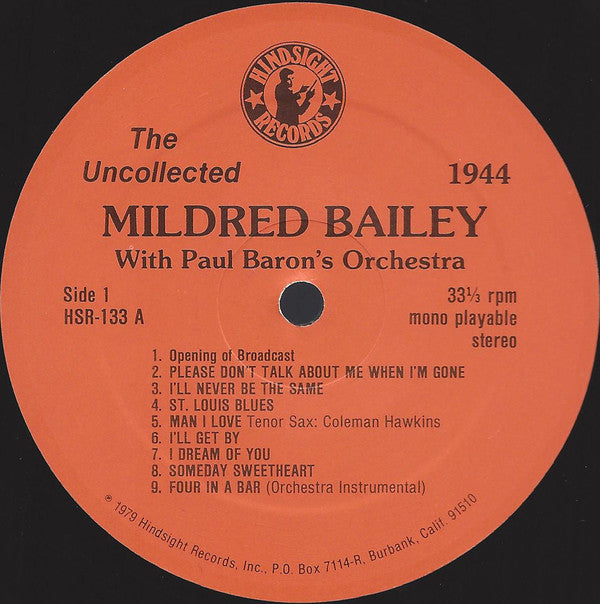 HINDSIGHT
RECORDS
The
Uncollected
1944
MILDRED BAILEY
With Paul Baron's Orchestra
Side 1
HSR-133 A
33⅓ rpm
mono playable
stereo
1. Opening of Broadcast
2. PLEASE DON'T TALK ABOUT ME WHEN I'M GONE
3. I'LL NEVER BE THE SAME
4. ST. LOUIS BLUES
5. MAN I LOVE Tenor Sax: Coleman Hawkins
6. I'LL GET BY
7. I DREAM OF YOU
8. SOMEDAY SWEETHEART
9. FOUR IN A BAR (Orchestra Instrumental)
℗ 1979 Hindsight Records, Inc., P.O. Box 7114-R, Burbank, Calif. 91510